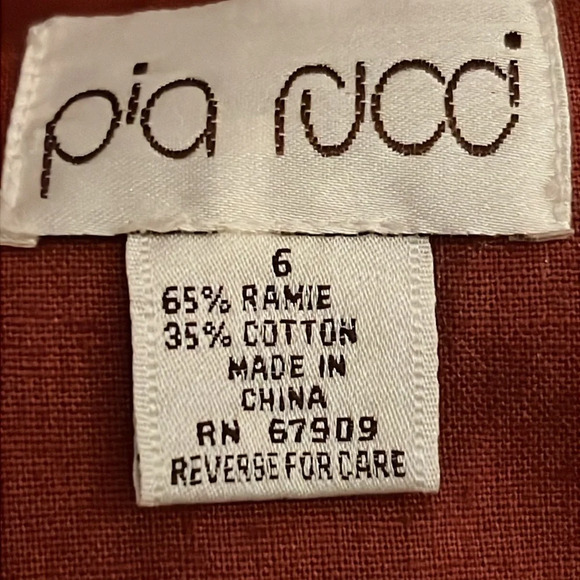 pia rucci
6
65% RAMIE
35% COTTON
MADE IN
CHINA
RN 67909
REVERSE FOR CARE